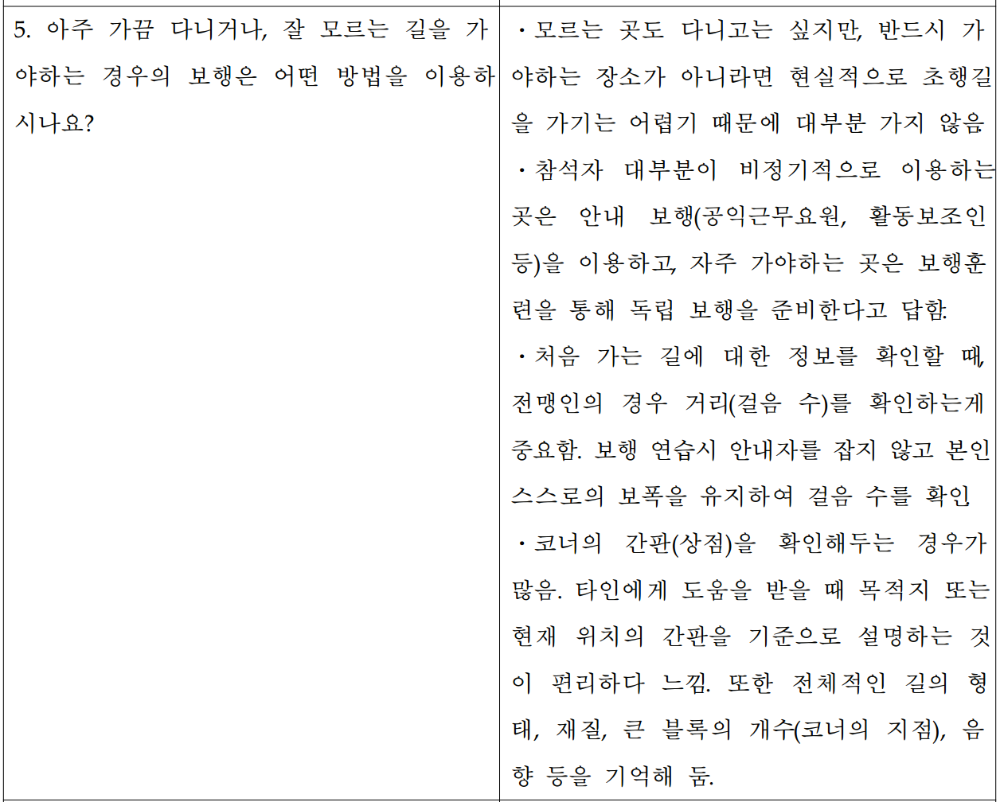 5. 아주 가끔 다니거나, 잘 모르는 길을 가
야하는 경우의 보행은 어떤 방법을 이용하
시나요?
・모르는 곳도 다니고는 싶지만, 반드시 가
야하는 장소가 아니라면 현실적으로 초행길
을 가기는 어렵기 때문에 대부분 가지 않음.
・참석자 대부분이 비정기적으로 이용하는
곳은 안내 보행(공익근무요원, 활동보조인
등)을 이용하고, 자주 가야하는 곳은 보행훈
련을 통해 독립 보행을 준비한다고 답함.
・처음 가는 길에 대한 정보를 확인할 때,
전맹인의 경우 거리(걸음 수)를 확인하는게
중요함. 보행 연습시 안내자를 잡지 않고 본인
스스로의 보폭을 유지하여 걸음 수를 확인.
・코너의 간판(상점)을 확인해두는 경우가
많음. 타인에게 도움을 받을 때 목적지 또는
현재 위치의 간판을 기준으로 설명하는 것
이 편리하다 느낌. 또한 전체적인 길의 형
태, 재질, 큰 블록의 개수(코너의 지점), 음
향 등을 기억해 둠.